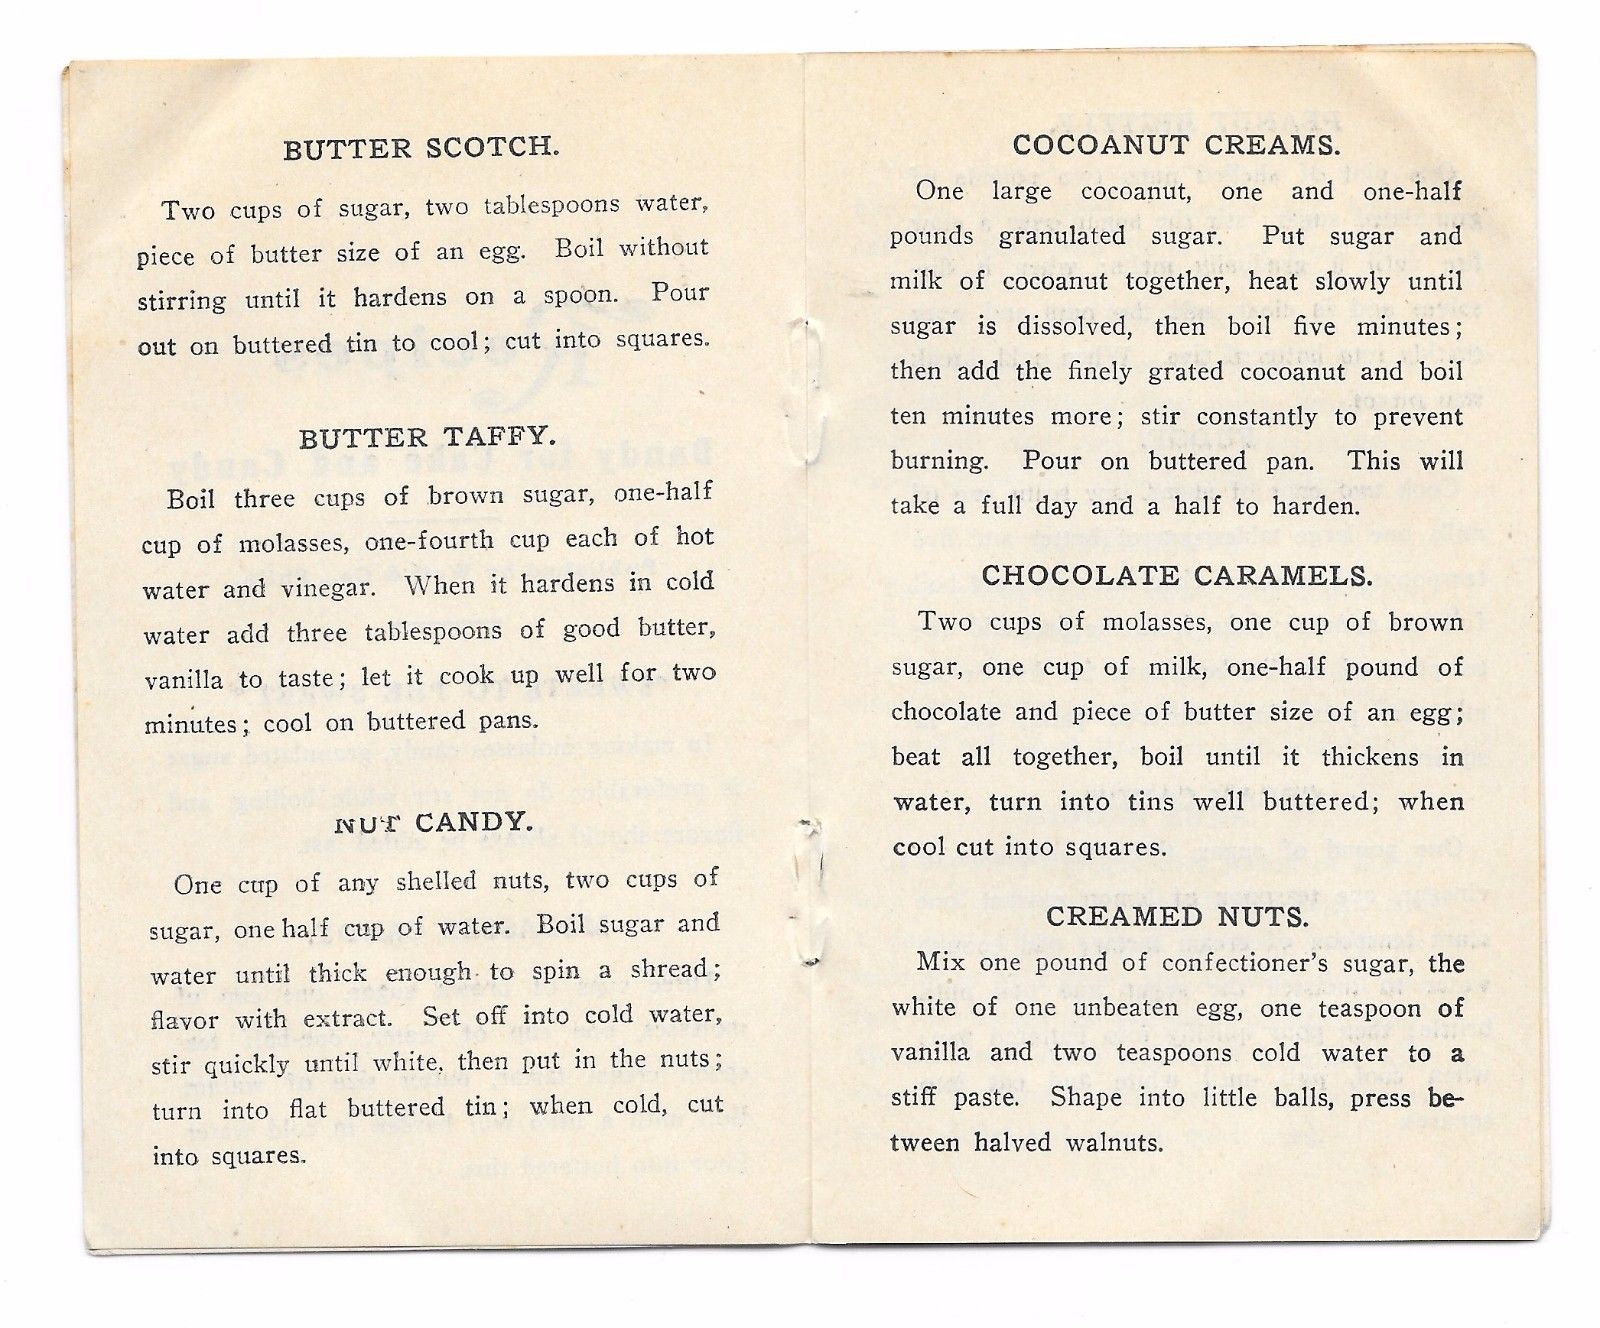 BUTTER SCOTCH.
Two cups of sugar, two tablespoons water,
piece of butter size of an egg. Boil without
stirring until it hardens on a spoon. Pour
out on buttered tin to cool; cut into squares.
BUTTER TAFFY.
Boil three cups of brown sugar, one-half
cup of molasses, one-fourth cup each of hot
water and vinegar. When it hardens in cold
water add three tablespoons of good butter,
vanilla to taste; let it cook up well for two
minutes; cool on buttered pans.
NUT CANDY.
One cup of any shelled nuts, two cups of
sugar, one half cup of water. Boil sugar and
water until thick enough to spin a shread;
flavor with extract. Set off into cold water,
stir quickly until white, then put in the nuts;
turn into flat buttered tin; when cold, cut
into squares.
COCOANUT CREAMS.
One large cocoanut, one and one-half
pounds granulated sugar. Put sugar and
milk of cocoanut together, heat slowly until
sugar is dissolved, then boil five minutes;
then add the finely grated cocoanut and boil
ten minutes more; stir constantly to prevent
burning. Pour on buttered pan. This will
take a full day and a half to harden.
CHOCOLATE CARAMELS.
Two cups of molasses, one cup of brown
sugar, one cup of milk, one-half pound of
chocolate and piece of butter size of an egg;
beat all together, boil until it thickens in
water, turn into tins well buttered; when
cool cut into squares.
CREAMED NUTS.
Mix one pound of confectioner's sugar, the
white of one unbeaten egg, one teaspoon of
vanilla and two teaspoons cold water to a
stiff paste. Shape into little balls, press be-
tween halved walnuts.